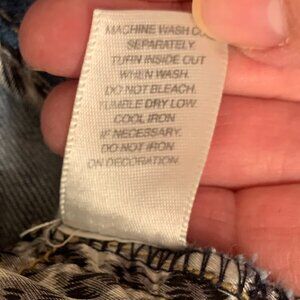 MACHINE WASH CO
SEPARATELY.
TURN INSIDE OUT
WHEN WASH.
DO NOT BLEACH.
TUMBLE DRY LOW.
COOL IRON
IF NECESSARY.
DO NOT IRON
ON DECORATION.